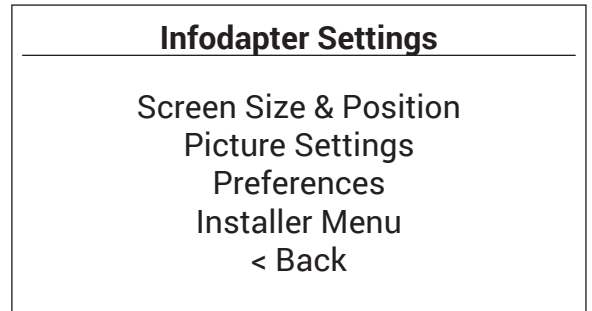 Infodapter Settings
Screen Size & Position
Picture Settings
Preferences
Installer Menu
< Back